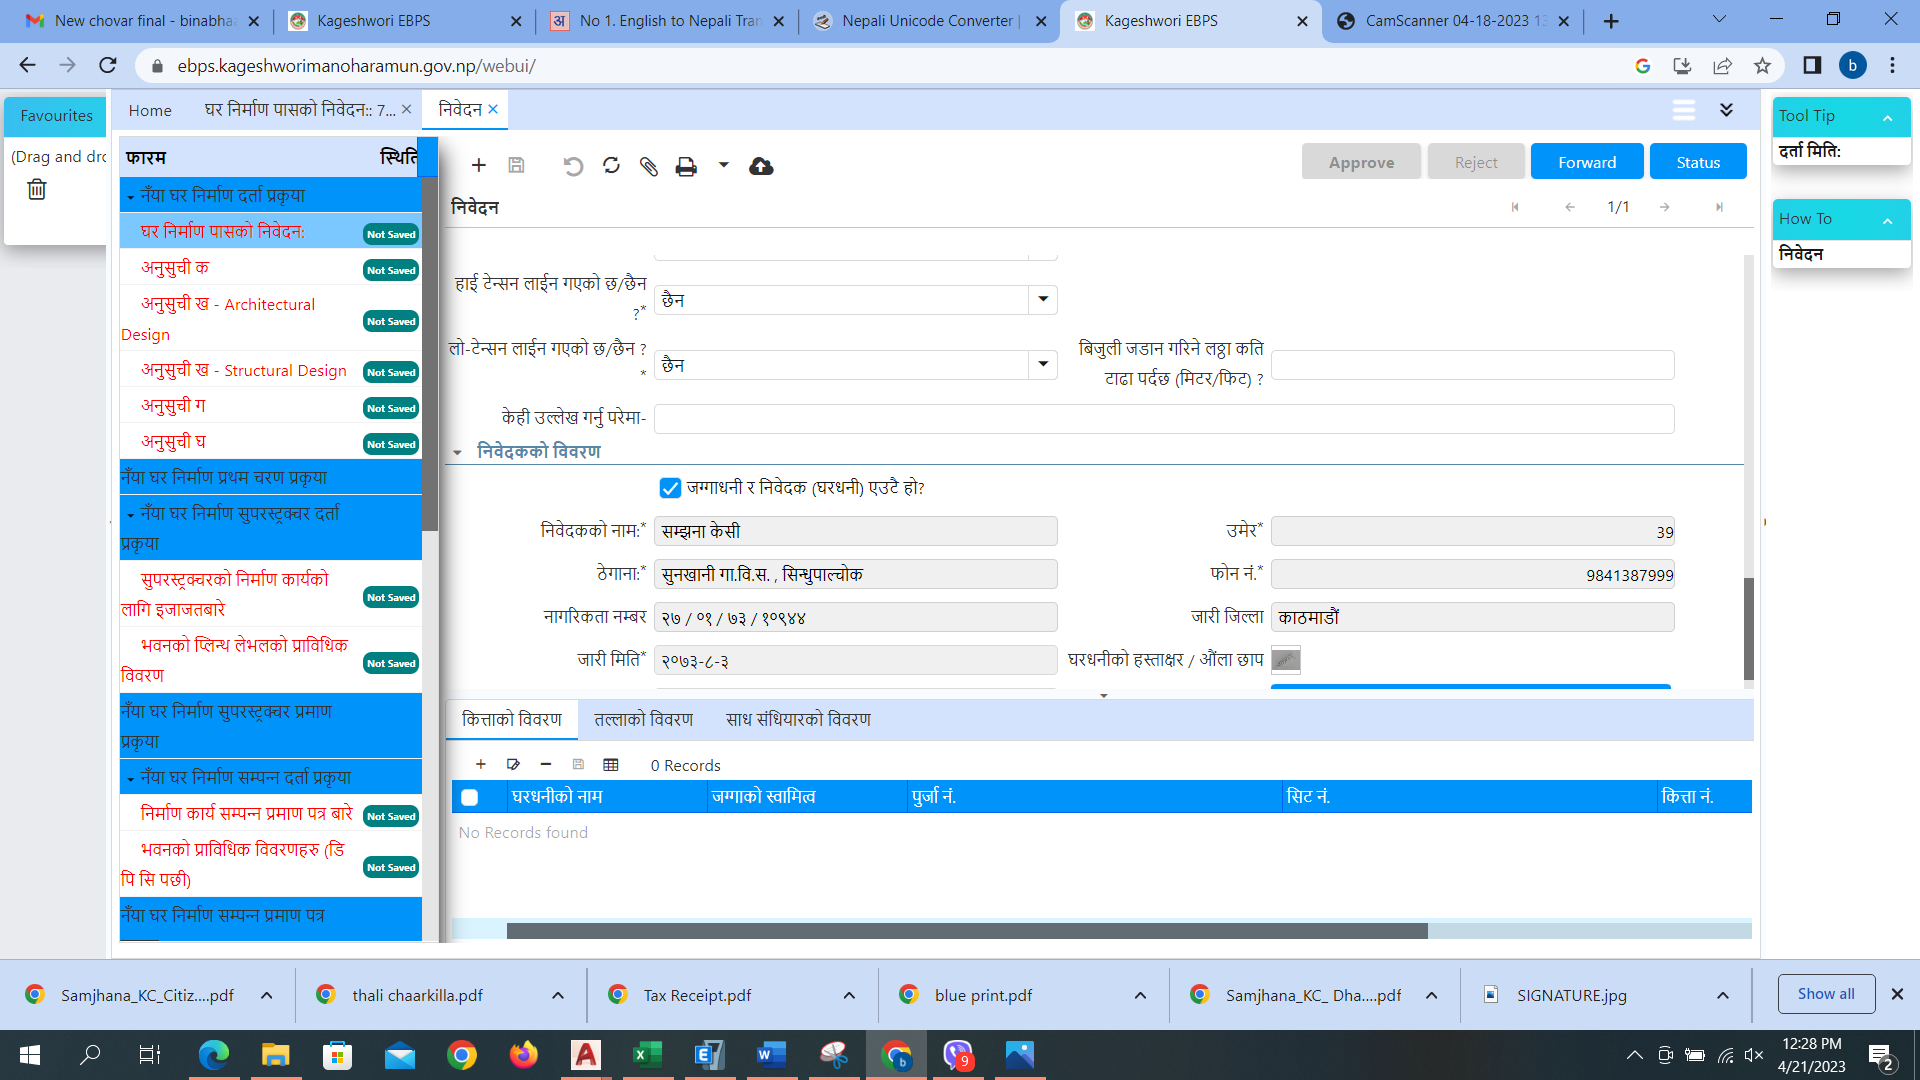 New chovar final - binabha
Kageshwori EBPS
No 1. English to Nepali Tran
Nepali Unicode Converter |
Kageshwori EBPS
CamScanner 04-18-2023 13
ebps.kageshworimanoharamun.gov.np/webui/
b
Favourites
(Drag and dro
Home
घर निर्माण पासको निवेदन:: 7...
निवेदन
Tool Tip
दर्ता मिति:
How To
निवेदन
फारम
स्थिति
नँया घर निर्माण दर्ता प्रकृया
घर निर्माण पासको निवेदन:
Not Saved
अनुसुची क
Not Saved
अनुसुची ख - Architectural
Design
Not Saved
अनुसुची ख - Structural Design
Not Saved
अनुसुची ग
Not Saved
अनुसुची घ
Not Saved
नँया घर निर्माण प्रथम चरण प्रकृया
नँया घर निर्माण सुपरस्ट्रक्चर दर्ता
प्रकृया
सुपरस्ट्रक्चरको निर्माण कार्यको
लागि इजाजतबारे
Not Saved
भवनको प्लिन्थ लेभलको प्राविधिक
विवरण
Not Saved
नँया घर निर्माण सुपरस्ट्रक्चर प्रमाण
प्रकृया
नँया घर निर्माण सम्पन्न दर्ता प्रकृया
निर्माण कार्य सम्पन्न प्रमाण पत्र बारे
Not Saved
भवनको प्राविधिक विवरणहरु (डि
पि सि पछी)
Not Saved
नँया घर निर्माण सम्पन्न प्रमाण पत्र
Approve
Reject
Forward
Status
निवेदन
1/1
हाई टेन्सन लाईन गएको छ/छैन
?*
छैन
लो-टेन्सन लाईन गएको छ/छैन ?
*
छैन
बिजुली जडान गरिने लठ्ठा कति
टाढा पर्दछ (मिटर/फिट) ?
केही उल्लेख गर्नु परेमा-
निवेदकको विवरण
जग्गाधनी र निवेदक (घरधनी) एउटै हो?
निवेदकको नाम:*
सम्झना केसी
उमेर*
39
ठेगाना:*
सुनखानी गा.वि.स. , सिन्धुपाल्चोक
फोन नं.*
9841387999
नागरिकता नम्बर
२७ / ०१ / ७३ / १०९४४
जारी जिल्ला
काठमाडौं
जारी मिति*
२०७३-८-३
घरधनीको हस्ताक्षर / औंला छाप
कित्ताको विवरण
तल्लाको विवरण
साध संधियारको विवरण
0 Records
घरधनीको नाम
जग्गाको स्वामित्व
पुर्जा नं.
सिट नं.
कित्ता नं.
No Records found
Samjhana_KC_Citiz....pdf
thali chaarkilla.pdf
Tax Receipt.pdf
blue print.pdf
Samjhana_KC_ Dha....pdf
SIGNATURE.jpg
Show all
9
12:28 PM
4/21/2023
2